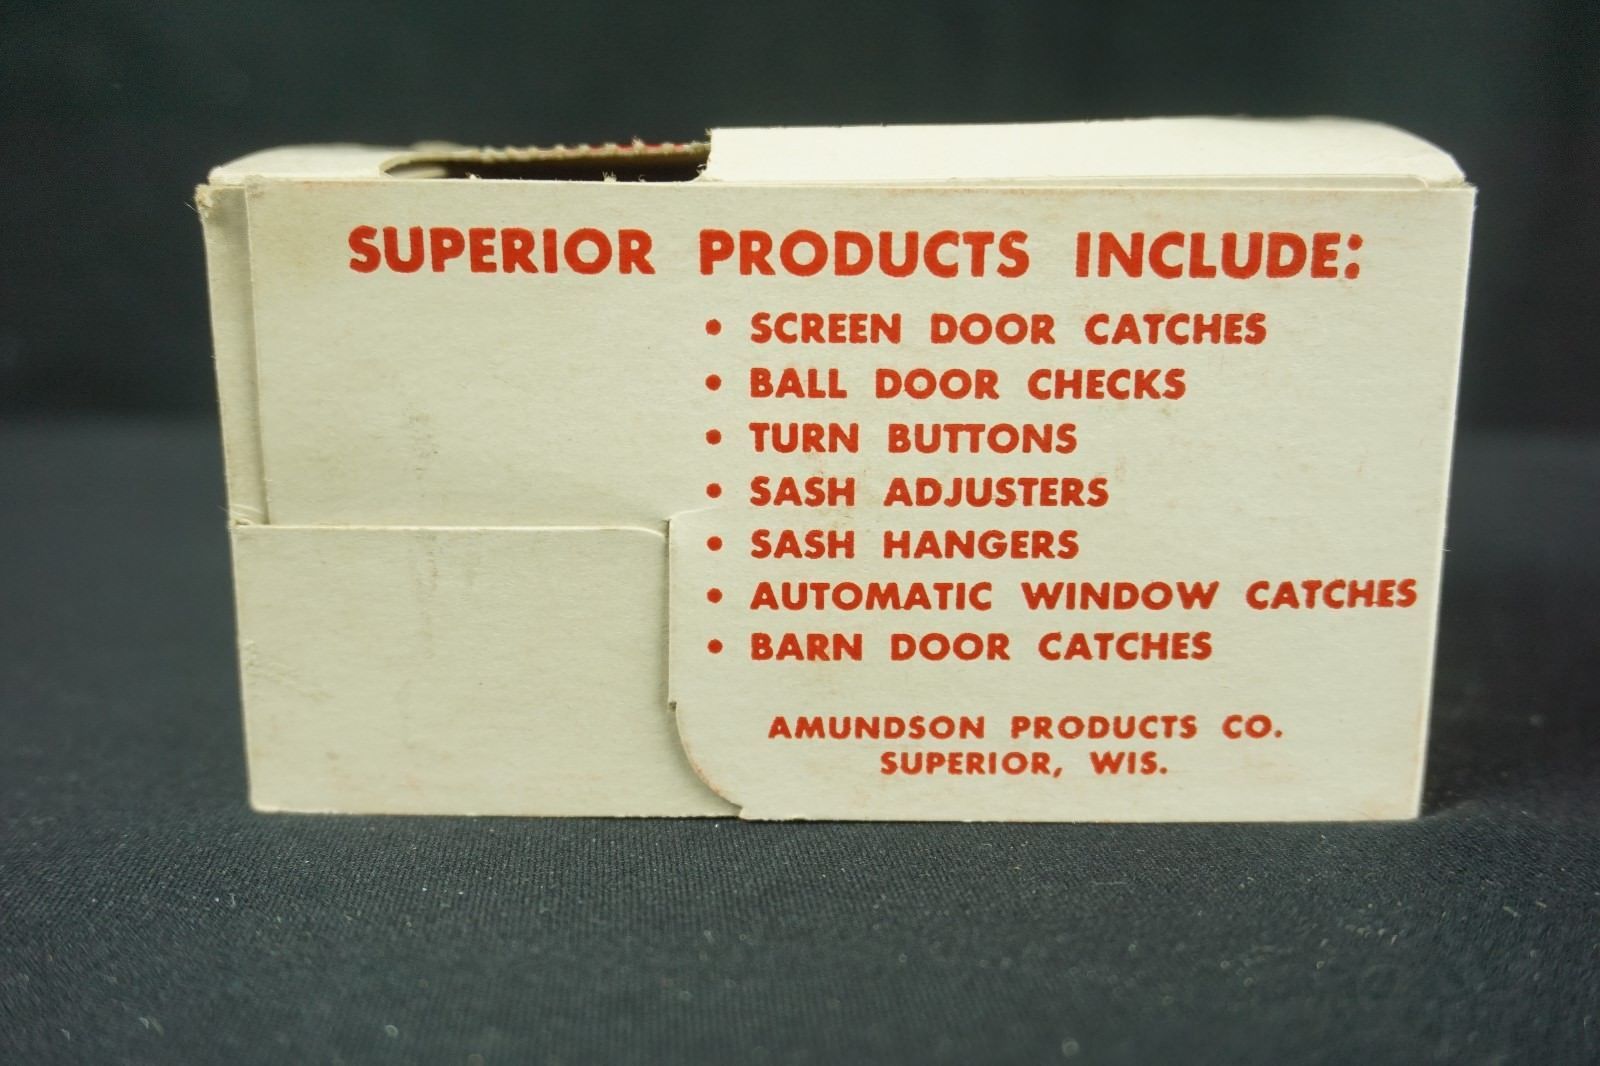 SUPERIOR PRODUCTS INCLUDE:
• SCREEN DOOR CATCHES
• BALL DOOR CHECKS
• TURN BUTTONS
• SASH ADJUSTERS
• SASH HANGERS
• AUTOMATIC WINDOW CATCHES
• BARN DOOR CATCHES
AMUNDSON PRODUCTS CO.
SUPERIOR, WIS.